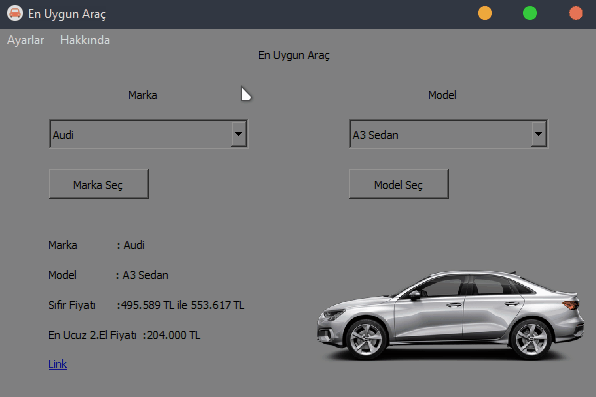 En Uygun Araç
Ayarlar Hakkında
En Uygun Araç
Marka Model
Audi A3 Sedan
Marka Seç Model Seç
Marka : Audi
Model : A3 Sedan
Sıfır Fiyatı :495.589 TL ile 553.617 TL
En Ucuz 2.El Fiyatı :204.000 TL
Link